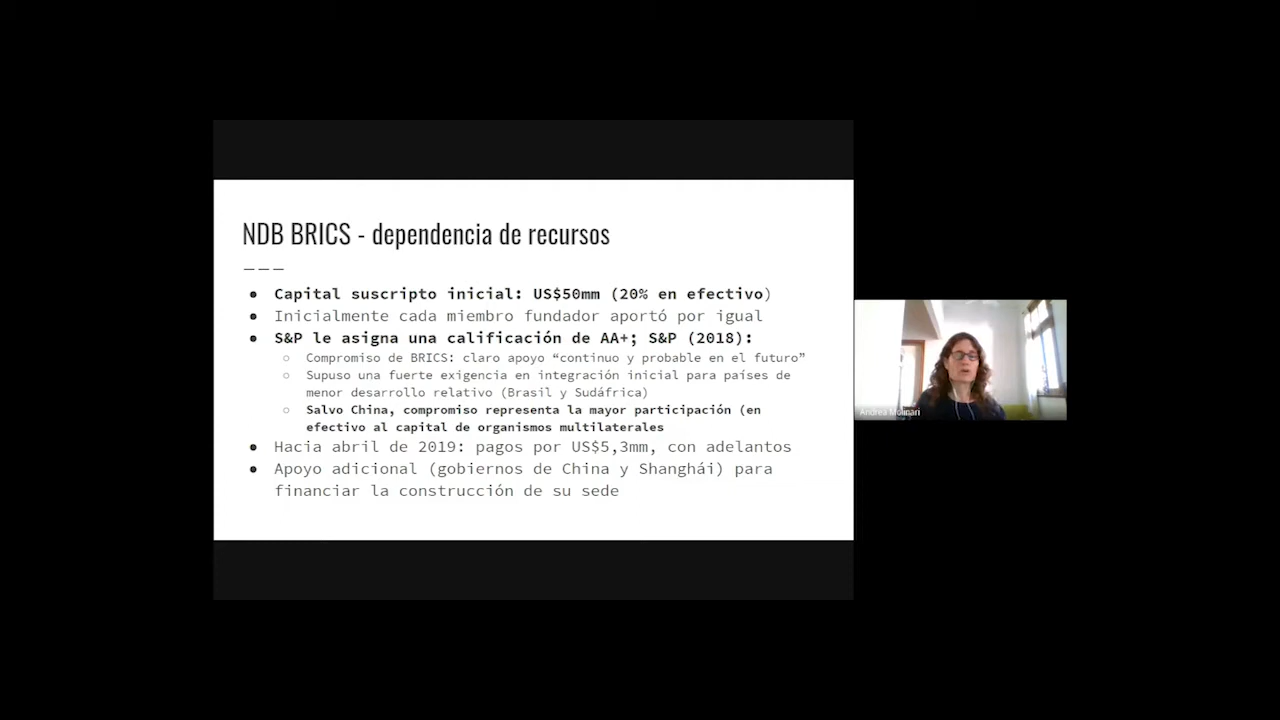 NDB BRICS - dependencia de recursos
● Capital suscripto inicial: US$50mm (20% en efectivo)
● Inicialmente cada miembro fundador aportó por igual
● S&P le asigna una calificación de AA+; S&P (2018):
○ Compromiso de BRICS: claro apoyo “continuo y probable en el futuro”
○ Supuso una fuerte exigencia en integración inicial para países de
menor desarrollo relativo (Brasil y Sudáfrica)
○ Salvo China, compromiso representa la mayor participación (en
efectivo al capital de organismos multilaterales
● Hacia abril de 2019: pagos por US$5,3mm, con adelantos
● Apoyo adicional (gobiernos de China y Shanghái) para
financiar la construcción de su sede
Andrea Molinari